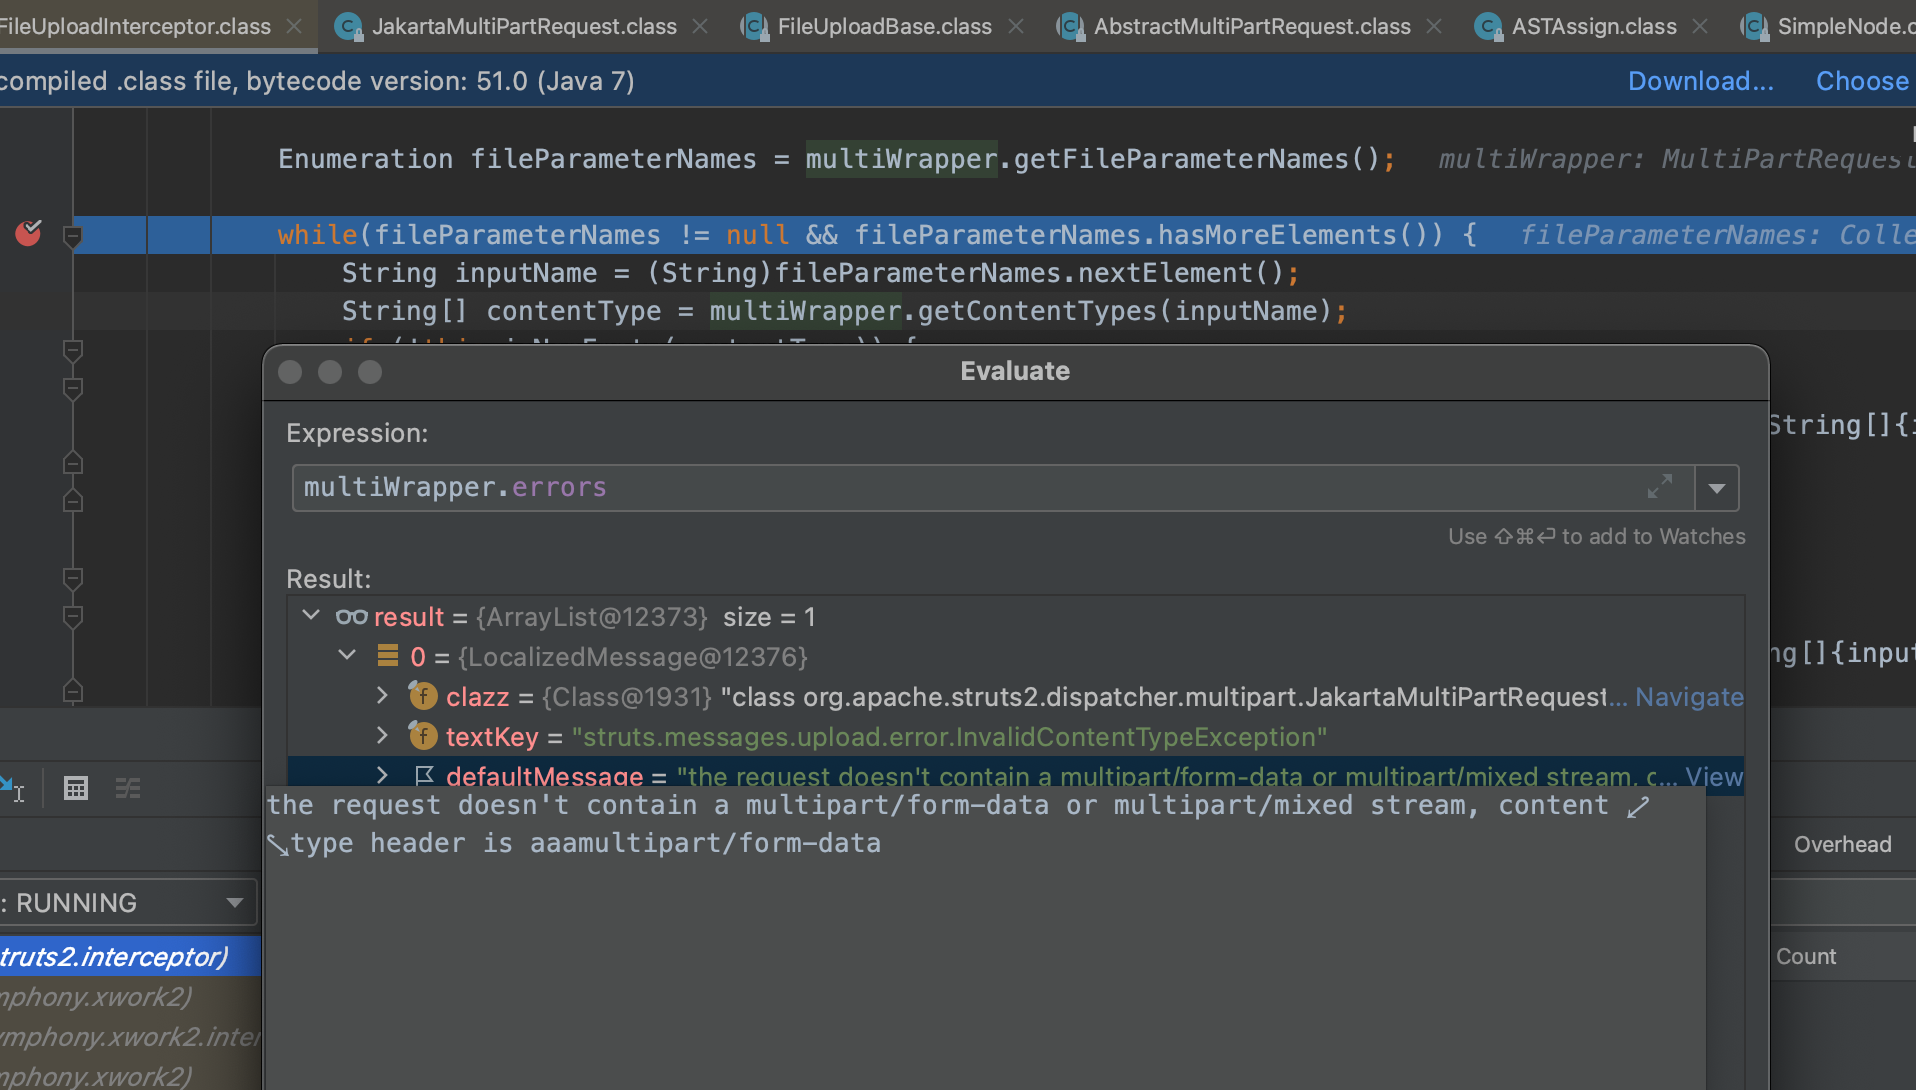 FileUploadInterceptor.class JakartaMultiPartRequest.class FileUploadBase.class AbstractMultiPartRequest.class ASTAssign.class SimpleNode.c
compiled .class file, bytecode version: 51.0 (Java 7) Download... Choose
Enumeration fileParameterNames = multiWrapper.getFileParameterNames(); multiWrapper: MultiPartRequest
while(fileParameterNames != null && fileParameterNames.hasMoreElements()) { fileParameterNames: Colle
String inputName = (String)fileParameterNames.nextElement();
String[] contentType = multiWrapper.getContentTypes(inputName);
Evaluate
String[]{i
Expression:
multiWrapper.errors
Use ⇧⌘⏎ to add to Watches
Result:
result = {ArrayList@12373} size = 1
0 = {LocalizedMessage@12376}
ng[]{input
clazz = {Class@1931} "class org.apache.struts2.dispatcher.multipart.JakartaMultiPartRequest... Navigate
textKey = "struts.messages.upload.error.InvalidContentTypeException"
defaultMessage = "the request doesn't contain a multipart/form-data or multipart/mixed stream, c... View
the request doesn't contain a multipart/form-data or multipart/mixed stream, content
type header is aaamultipart/form-data
Overhead
: RUNNING
truts2.interceptor) Count
mphony.xwork2)
ymphony.xwork2.inter
mphony.xwork2)